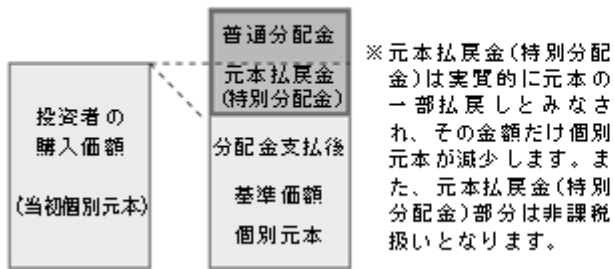 投資者の
購入価額
(当初個別元本)
普通分配金
元本払戻金
(特別分配金)
分配金支払後
基準価額
個別元本
※元本払戻金(特別分配
金)は実質的に元本の
一部払戻しとみなさ
れ、その金額だけ個別
元本が減少します。ま
た、元本払戻金(特別
分配金)部分は非課税
扱いとなります。